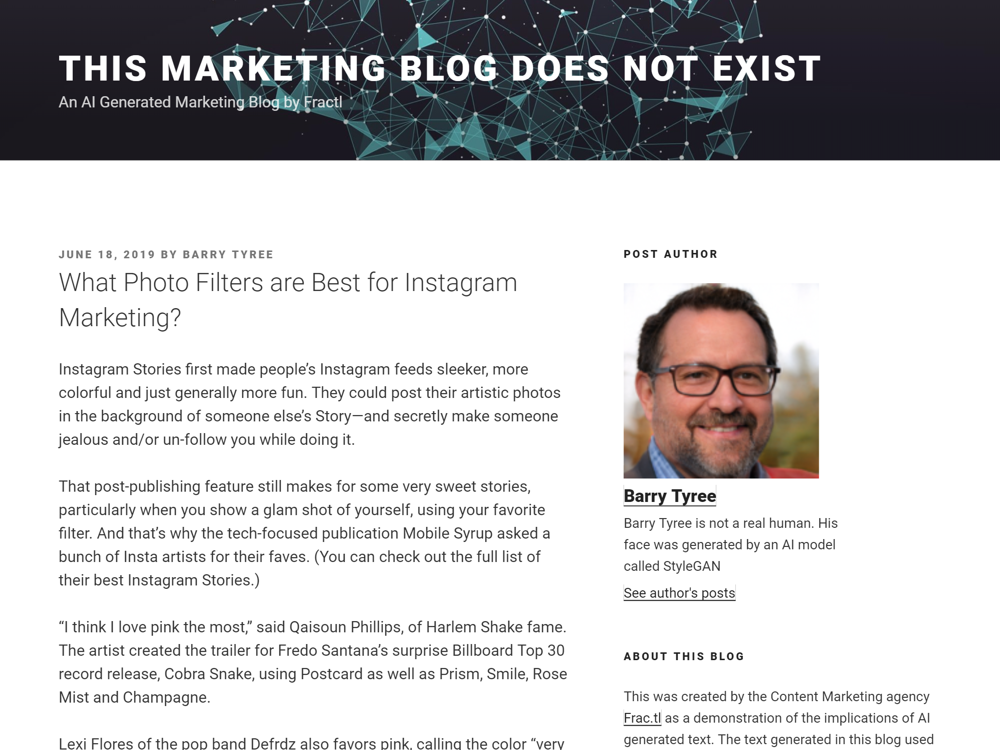 THIS MARKETING BLOG DOES NOT EXIST
An AI Generated Marketing Blog by Fractl
JUNE 18, 2019 BY BARRY TYREE
What Photo Filters are Best for Instagram
Marketing?
Instagram Stories first made people’s Instagram feeds sleeker, more
colorful and just generally more fun. They could post their artistic photos
in the background of someone else’s Story—and secretly make someone
jealous and/or un-follow you while doing it.
That post-publishing feature still makes for some very sweet stories,
particularly when you show a glam shot of yourself, using your favorite
filter. And that’s why the tech-focused publication Mobile Syrup asked a
bunch of Insta artists for their faves. (You can check out the full list of
their best Instagram Stories.)
“I think I love pink the most,” said Qaisoun Phillips, of Harlem Shake fame.
The artist created the trailer for Fredo Santana’s surprise Billboard Top 30
record release, Cobra Snake, using Postcard as well as Prism, Smile, Rose
Mist and Champagne.
Lexi Flores of the pop band Defrdz also favors pink, calling the color “very
POST AUTHOR
Barry Tyree
Barry Tyree is not a real human. His
face was generated by an AI model
called StyleGAN
See author's posts
ABOUT THIS BLOG
This was created by the Content Marketing agency
Frac.tl as a demonstration of the implications of AI
generated text. The text generated in this blog used